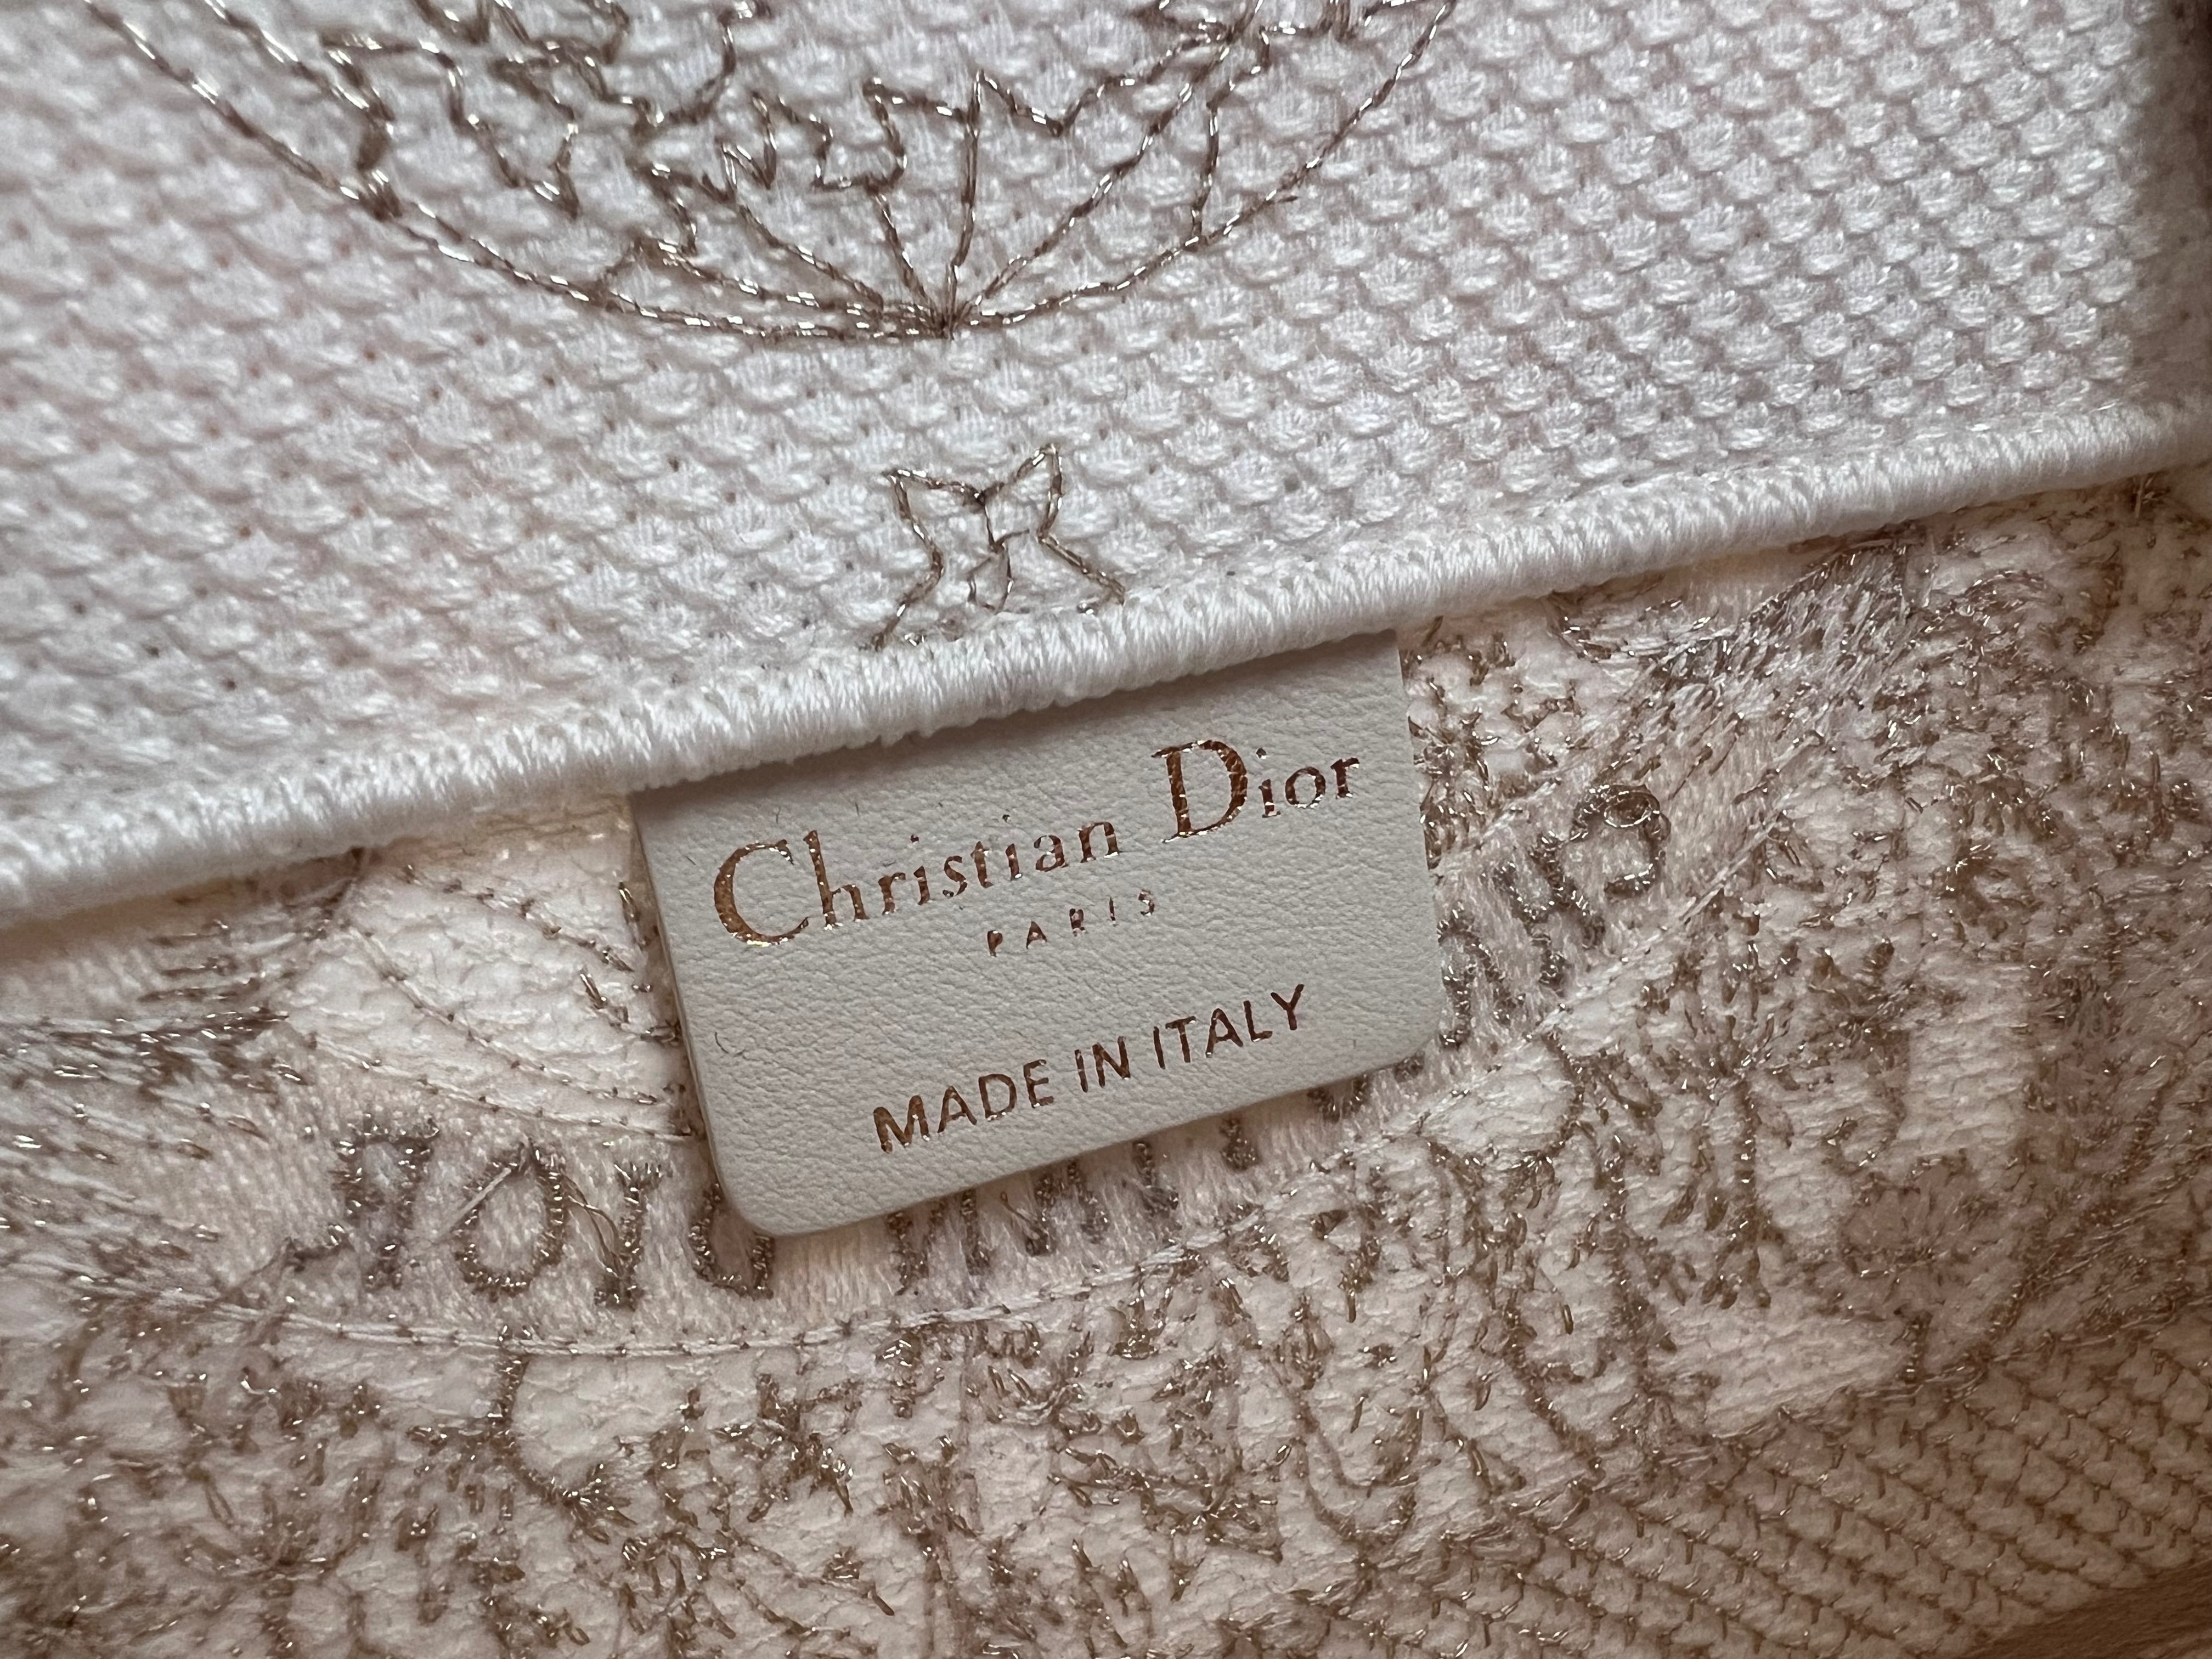 Christian Dior
PARIS
MADE IN ITALY